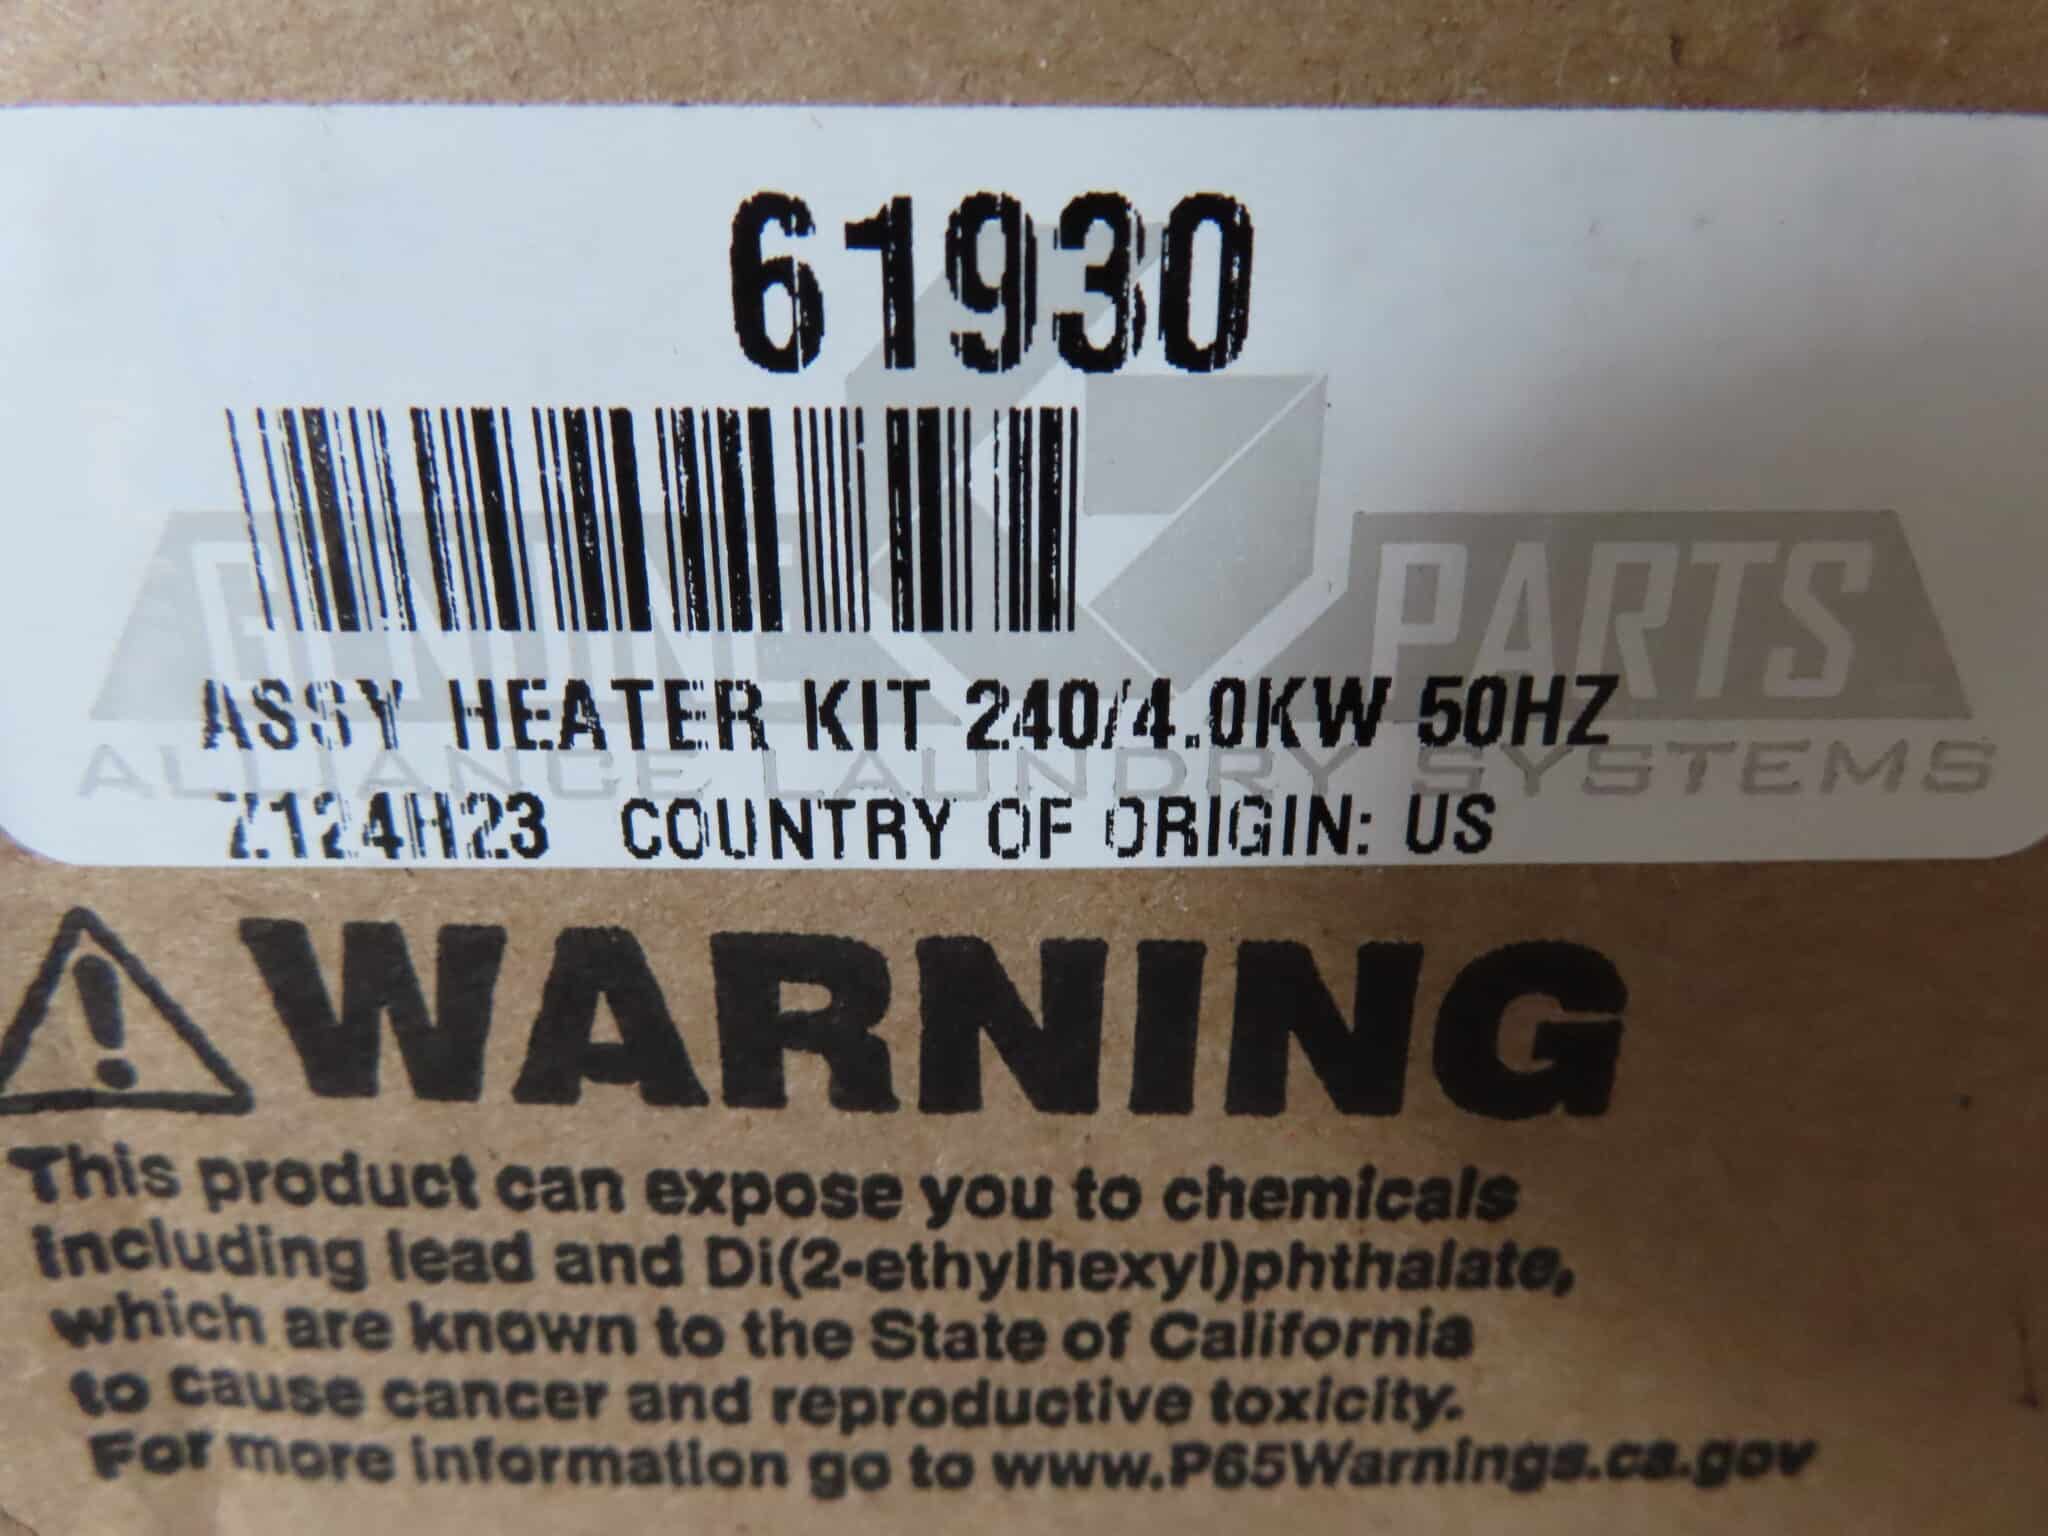 61930
GENUINE PARTS
ASSY HEATER KIT 240/4.0KW 50HZ
ALLIANCE LAUNDRY SYSTEMS
Z124H23 COUNTRY OF ORIGIN: US
WARNING
This product can expose you to chemicals
including lead and Di(2-ethylhexyl)phthalate,
which are known to the State of California
to cause cancer and reproductive toxicity.
For more information go to www.P65Warnings.ca.gov